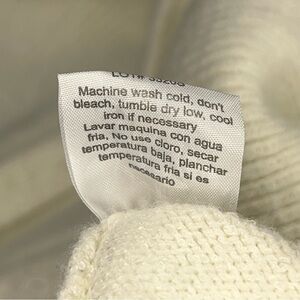 Machine wash cold, don't
bleach, tumble dry low, cool
iron if necessary
Lavar maquina con agua
fria. No use cloro, secar
temperatura baja, planchar
temperatura fria si es
necesario